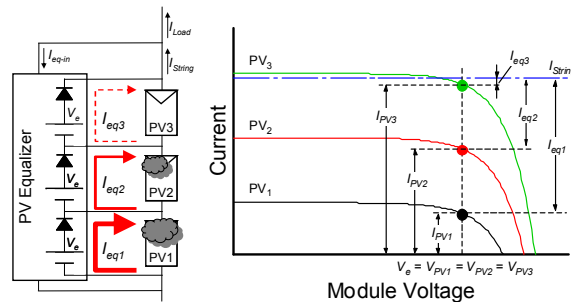 I_Load
I_eq-in
I_String
PV Equalizer
V_e
I_eq3
PV3
V_e
I_eq2
PV2
V_e
I_eq1
PV1
Current
PV_3
PV_2
PV_1
I_PV3
I_PV2
I_PV1
I_eq3
I_Strin
I_eq2
I_eq1
V_e = V_PV1 = V_PV2 = V_PV3
Module Voltage